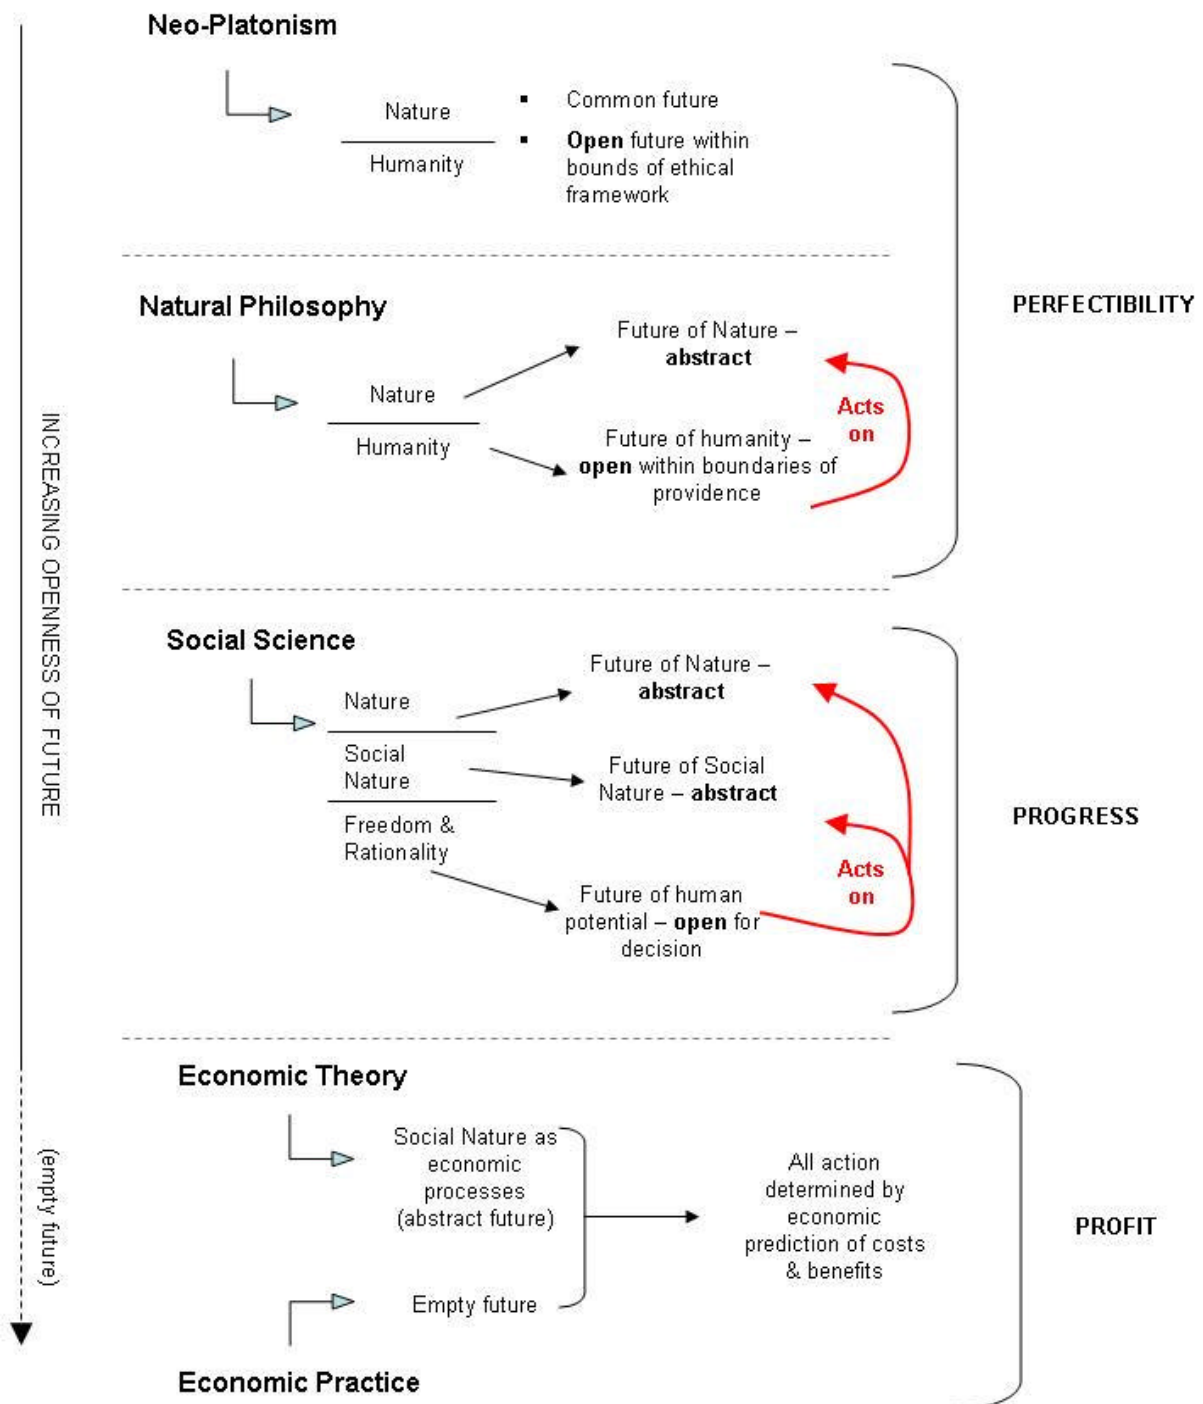 Neo-Platonism
Nature
Humanity
▪ Common future
▪ Open future within
bounds of ethical
framework
PERFECTIBILITY
Natural Philosophy
Nature
Humanity
Future of Nature –
abstract
Future of humanity –
open within boundaries of
providence
Acts
on
INCREASING OPENNESS OF FUTURE
Social Science
Nature
Social
Nature
Freedom &
Rationality
Future of Nature –
abstract
Future of Social
Nature – abstract
Future of human
potential – open for
decision
Acts
on
PROGRESS
Economic Theory
Social Nature as
economic
processes
(abstract future)
Empty future
Economic Practice
All action
determined by
economic
prediction of costs
& benefits
PROFIT
(empty future)